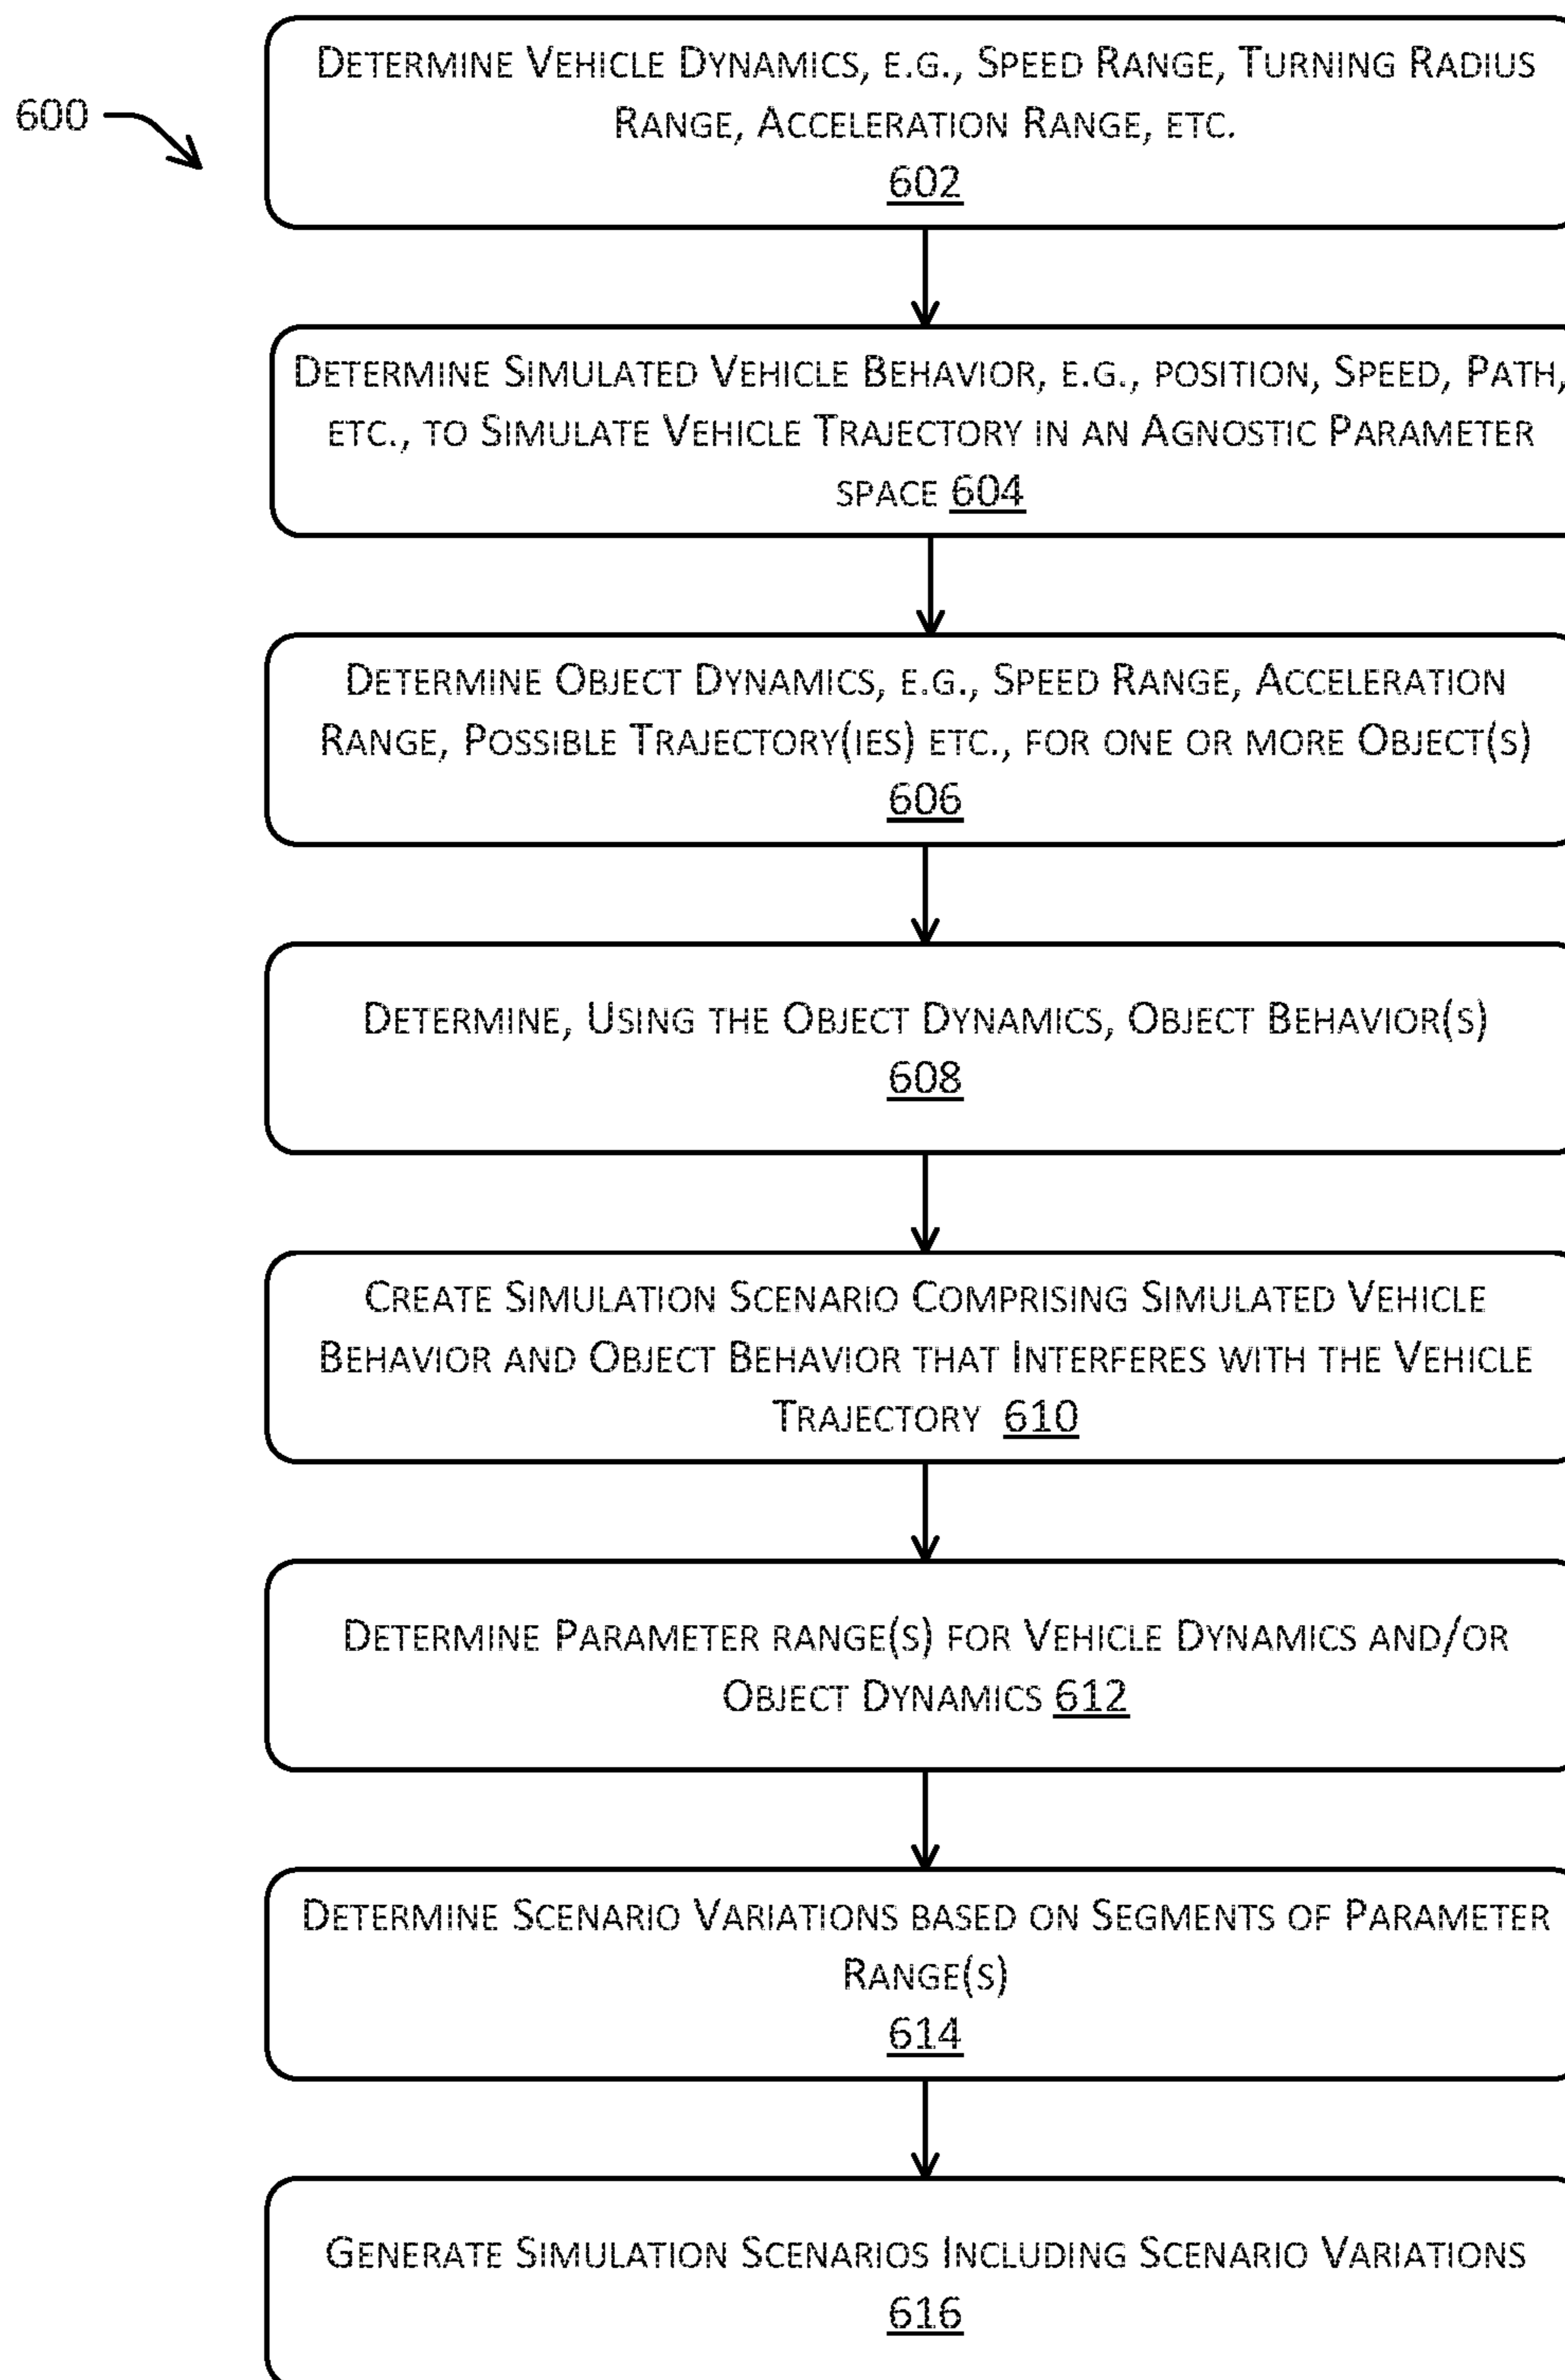 600
DETERMINE VEHICLE DYNAMICS, E.G., SPEED RANGE, TURNING RADIUS
RANGE, ACCELERATION RANGE, ETC.
602
DETERMINE SIMULATED VEHICLE BEHAVIOR, E.G., POSITION, SPEED, PATH,
ETC., TO SIMULATE VEHICLE TRAJECTORY IN AN AGNOSTIC PARAMETER
SPACE 604
DETERMINE OBJECT DYNAMICS, E.G., SPEED RANGE, ACCELERATION
RANGE, POSSIBLE TRAJECTORY(IES) ETC., FOR ONE OR MORE OBJECT(S)
606
DETERMINE, USING THE OBJECT DYNAMICS, OBJECT BEHAVIOR(S)
608
CREATE SIMULATION SCENARIO COMPRISING SIMULATED VEHICLE
BEHAVIOR AND OBJECT BEHAVIOR THAT INTERFERES WITH THE VEHICLE
TRAJECTORY 610
DETERMINE PARAMETER RANGE(S) FOR VEHICLE DYNAMICS AND/OR
OBJECT DYNAMICS 612
DETERMINE SCENARIO VARIATIONS BASED ON SEGMENTS OF PARAMETER
RANGE(S)
614
GENERATE SIMULATION SCENARIOS INCLUDING SCENARIO VARIATIONS
616